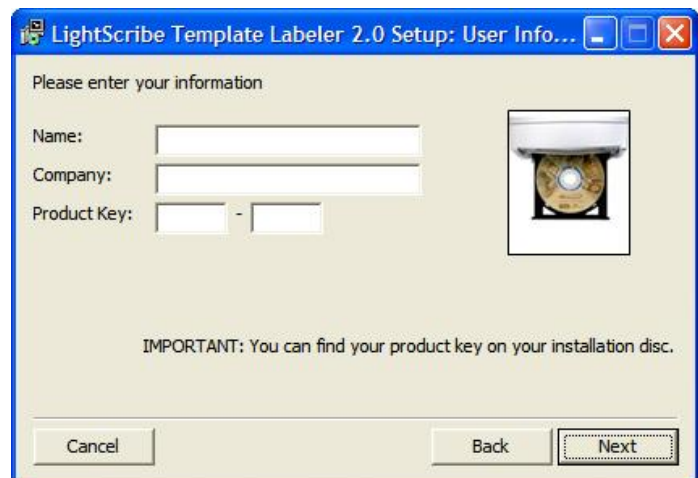 LightScribe Template Labeler 2.0 Setup: User Info...
Please enter your information
Name:
Company:
Product Key:
-
IMPORTANT: You can find your product key on your installation disc.
Cancel
Back
Next